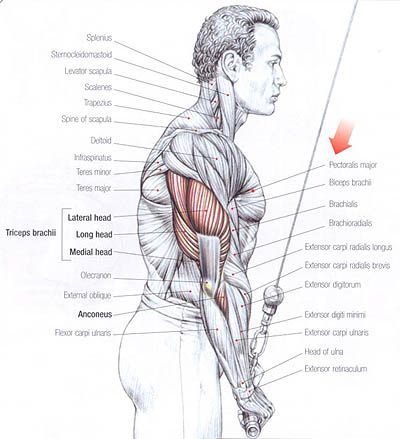 Splenius
Sternocleidomastoid
Levator scapula
Scalenes
Trapezius
Spine of scapula
Deltoid
Infraspinatus
Teres minor
Teres major
Lateral head
Triceps brachii
Long head
Medial head
Olecranon
External oblique
Anconeus
Flexor carpi ulnaris
Pectoralis major
Biceps brachii
Brachialis
Brachioradialis
Extensor carpi radialis longus
Extensor carpi radialis brevis
Extensor digitorum
Extensor digiti minimi
Extensor carpi ulnaris
Head of ulna
Extensor retinaculum